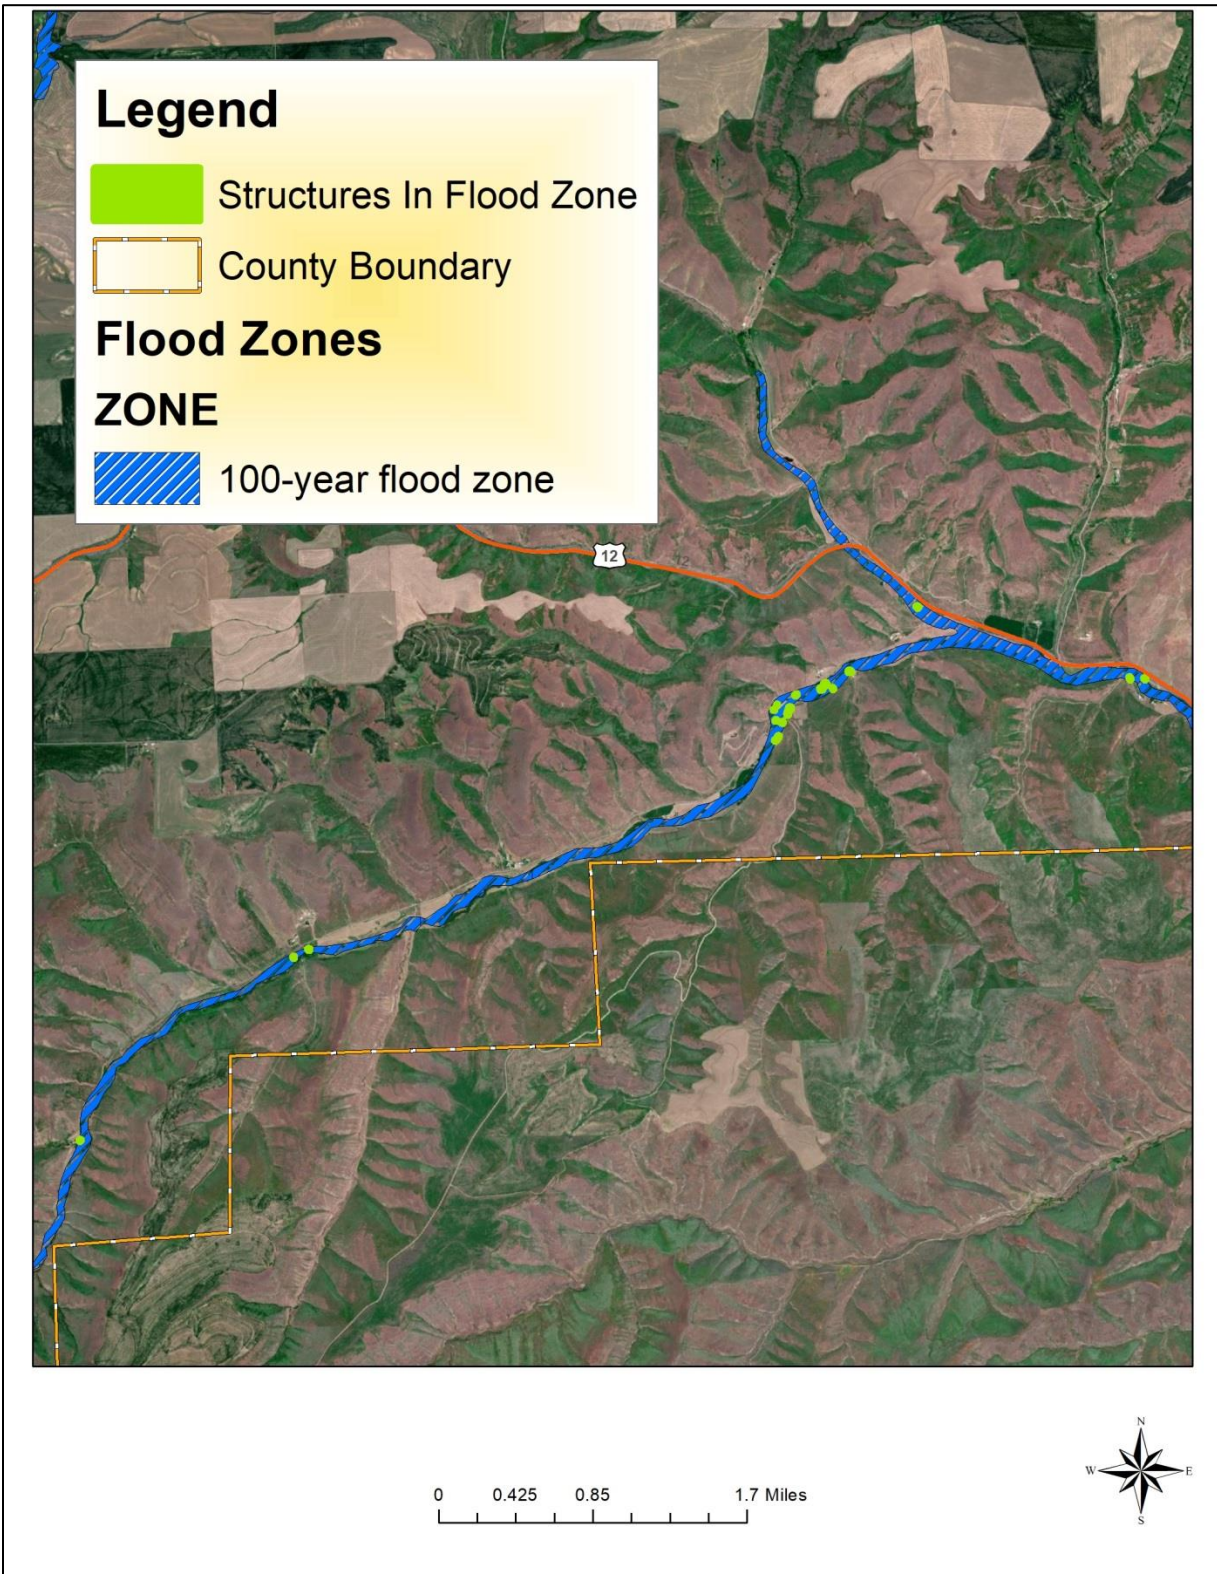 Legend
Structures In Flood Zone
County Boundary
Flood Zones
ZONE
100-year flood zone
12
12
N
W E
S
0 0.425 0.85 1.7 Miles